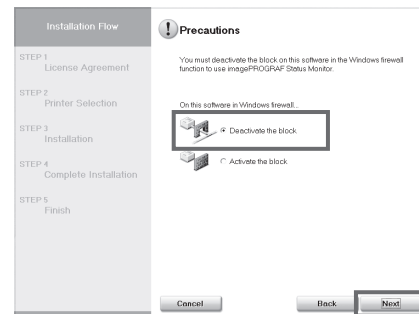 Installation Flow
STEP 1
License Agreement
STEP 2
Printer Selection
STEP 3
Installation
STEP 4
Complete Installation
STEP 5
Finish
Precautions
You must deactivate the block on this software in the Windows firewall
function to use imagePROGRAF Status Monitor.
On this software in Windows firewall...
Deactivate the block
Activate the block
Cancel
Back
Next